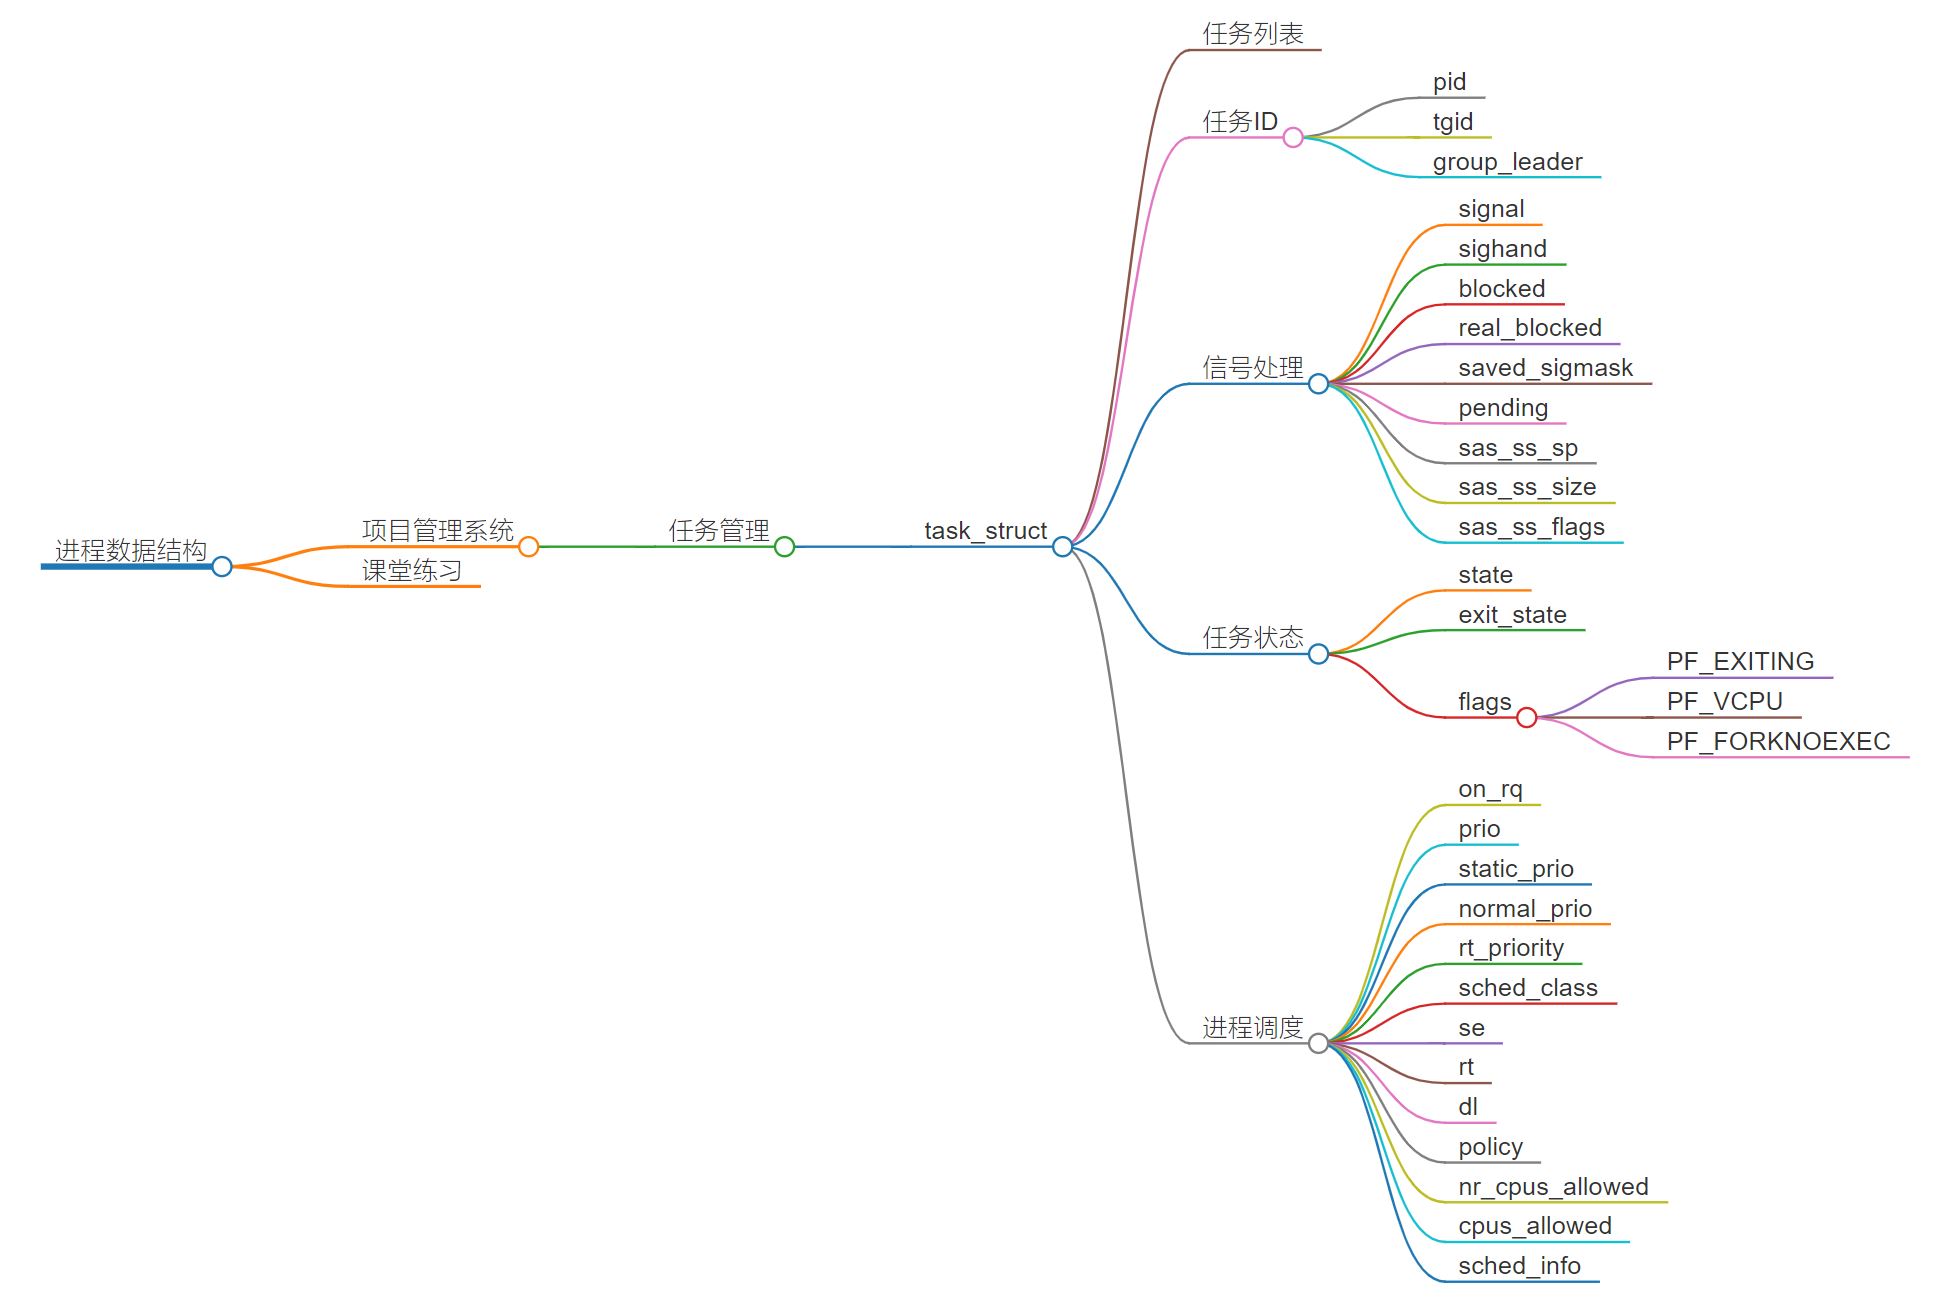 进程数据结构
项目管理系统
课堂练习
任务管理
task_struct
任务列表
任务ID
pid
tgid
group_leader
信号处理
signal
sighand
blocked
real_blocked
saved_sigmask
pending
sas_ss_sp
sas_ss_size
sas_ss_flags
任务状态
state
exit_state
flags
PF_EXITING
PF_VCPU
PF_FORKNOEXEC
进程调度
on_rq
prio
static_prio
normal_prio
rt_priority
sched_class
se
rt
dl
policy
nr_cpus_allowed
cpus_allowed
sched_info